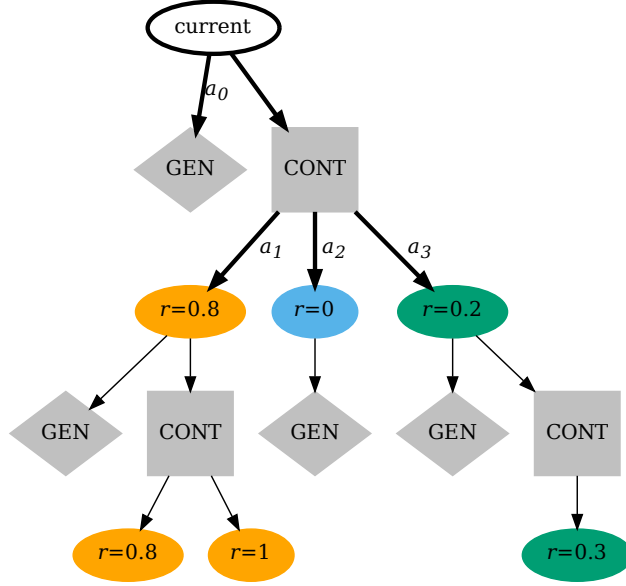 current
a0
GEN
CONT
a1
a2
a3
r=0.8
r=0
r=0.2
GEN
CONT
GEN
GEN
CONT
r=0.8
r=1
r=0.3